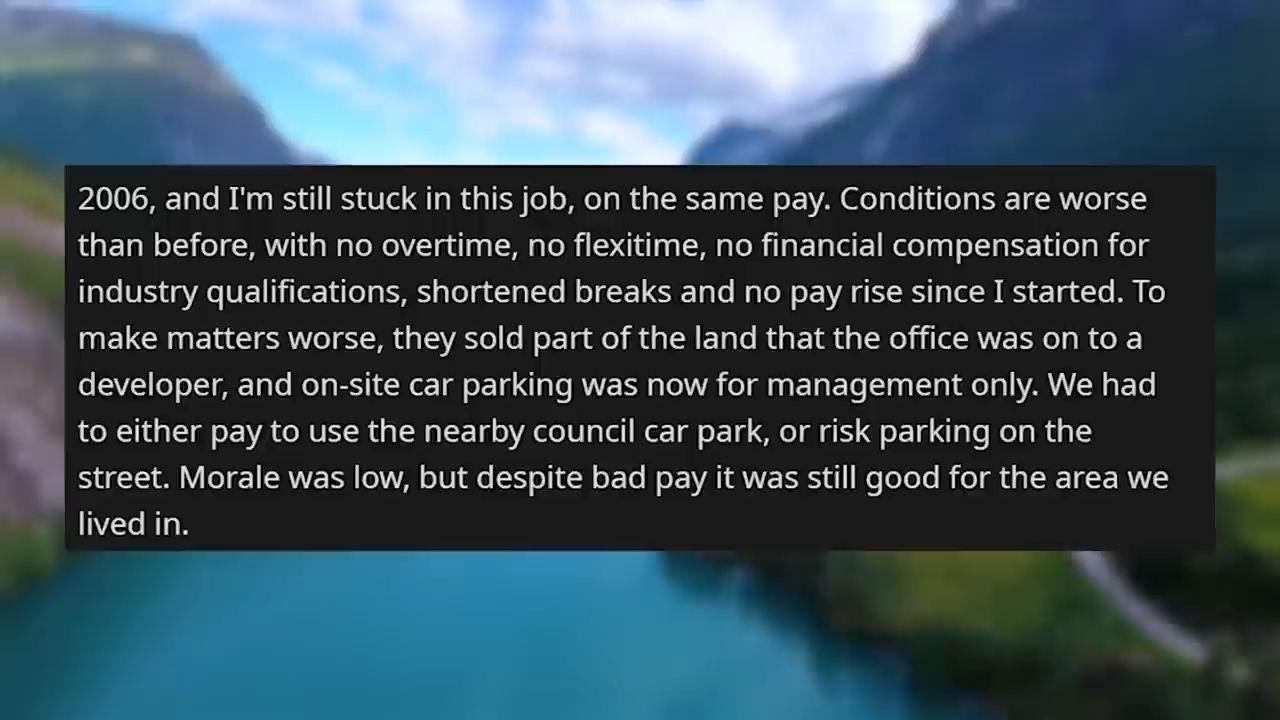 2006, and I'm still stuck in this job, on the same pay. Conditions are worse
than before, with no overtime, no flexitime, no financial compensation for
industry qualifications, shortened breaks and no pay rise since I started. To
make matters worse, they sold part of the land that the office was on to a
developer, and on-site car parking was now for management only. We had
to either pay to use the nearby council car park, or risk parking on the
street. Morale was low, but despite bad pay it was still good for the area we
lived in.